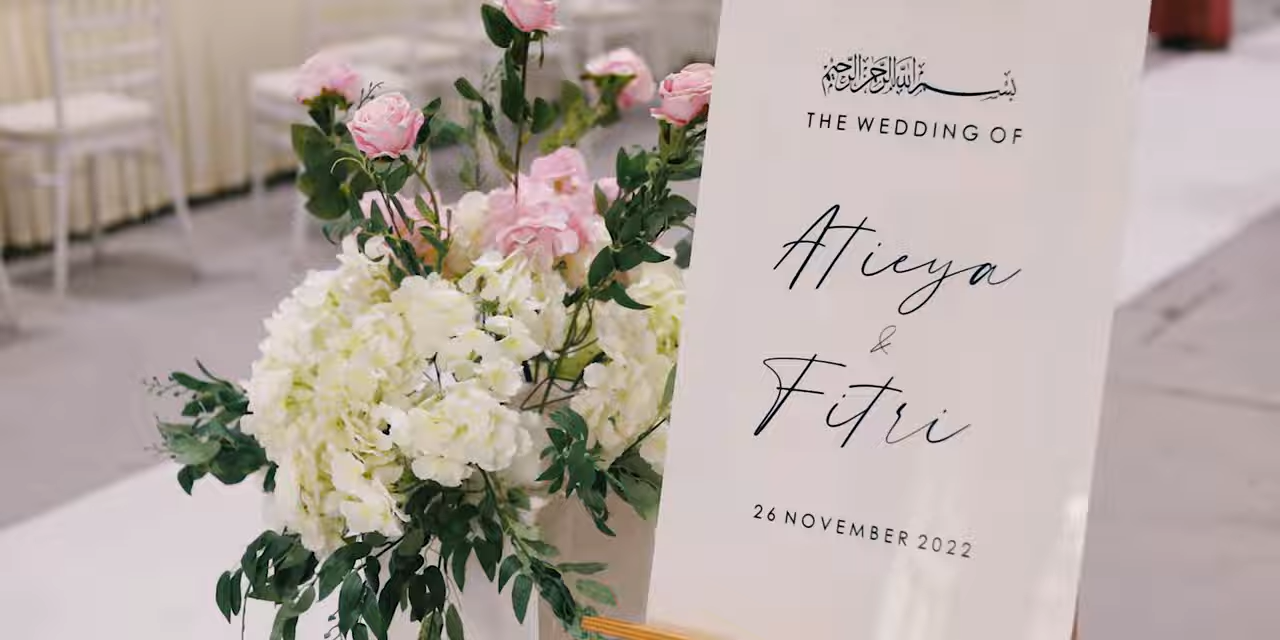 بسم الله الرحمن الرحيم
THE WEDDING OF
Atieya
&
Fitri
26 NOVEMBER 2022